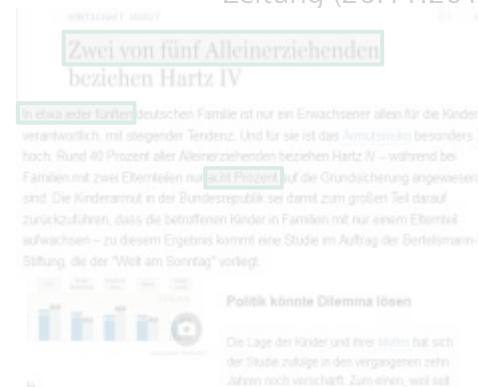 Zeitung (
WIRTSCHAFT ARMUT
Zwei von fünf Alleinerziehenden
beziehen Hartz IV
In etwa jeder fünften deutschen Familie ist nur ein Erwachsener allein für die Kinder
verantwortlich, mit steigender Tendenz. Und für sie ist das Armutsrisiko besonders
hoch: Rund 40 Prozent aller Alleinerziehenden beziehen Hartz IV – während bei
Familien mit zwei Elternteilen nur acht Prozent auf die Grundsicherung angewiesen
sind. Die Kinderarmut in der Bundesrepublik sei damit zum großen Teil darauf
zurückzuführen, dass die betroffenen Kinder in Familien mit nur einem Elternteil
aufwachsen – zu diesem Ergebnis kommt eine Studie im Auftrag der Bertelsmann-
Stiftung, die der "Welt am Sonntag" vorliegt.
Politik könnte Dilemma lösen
Die Lage der Kinder und ihrer Mütter hat sich
der Studie zufolge in den vergangenen zehn
Jahren noch verschärft. Zum einen, weil seit